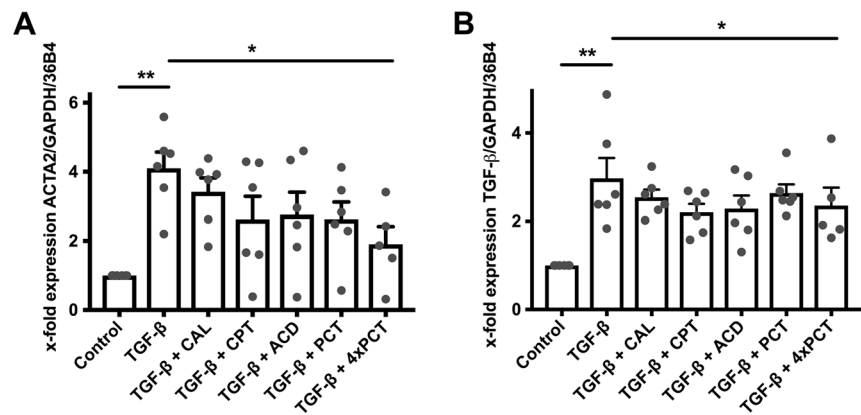 A
x-fold expression ACTA2/GAPDH/36B4
6
4
2
0
**
*
Control
TGF-β
TGF-β + CAL
TGF-β + CPT
TGF-β + ACD
TGF-β + PCT
TGF-β + 4xPCT
B
x-fold expression TGF-β/GAPDH/36B4
4
2
0
**
*
Control
TGF-β
TGF-β + CAL
TGF-β + CPT
TGF-β + ACD
TGF-β + PCT
TGF-β + 4xPCT